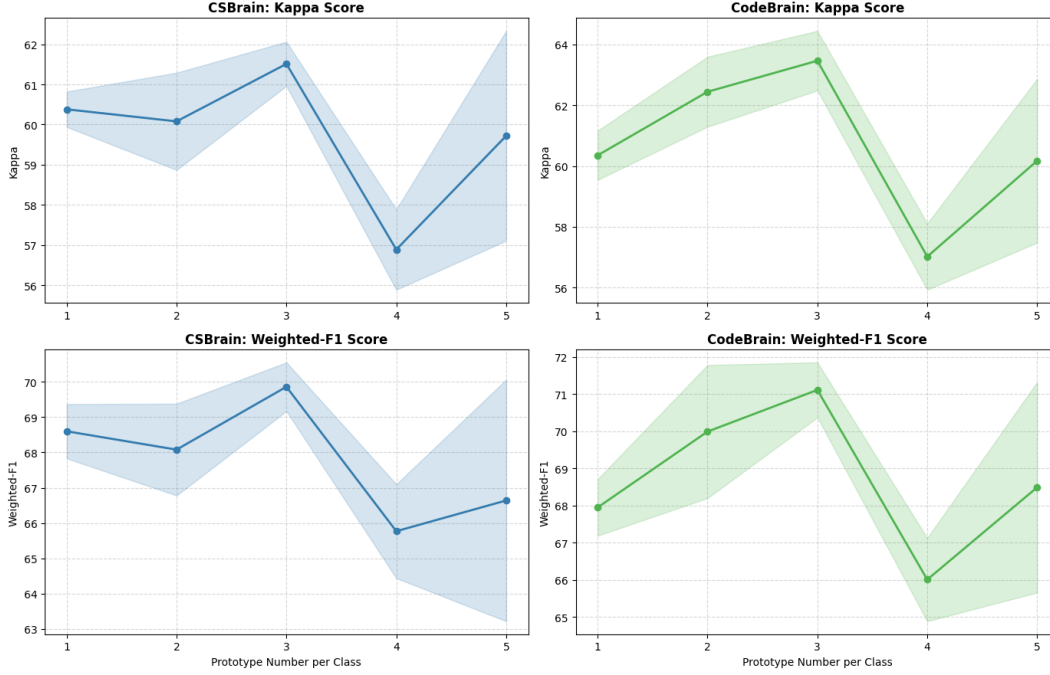 CSBrain: Kappa Score
Kappa
62
61
60
59
58
57
56
1 2 3 4 5
CodeBrain: Kappa Score
Kappa
64
62
60
58
56
1 2 3 4 5
CSBrain: Weighted-F1 Score
Weighted-F1
70
69
68
67
66
65
64
63
1 2 3 4 5
Prototype Number per Class
CodeBrain: Weighted-F1 Score
Weighted-F1
72
71
70
69
68
67
66
65
1 2 3 4 5
Prototype Number per Class